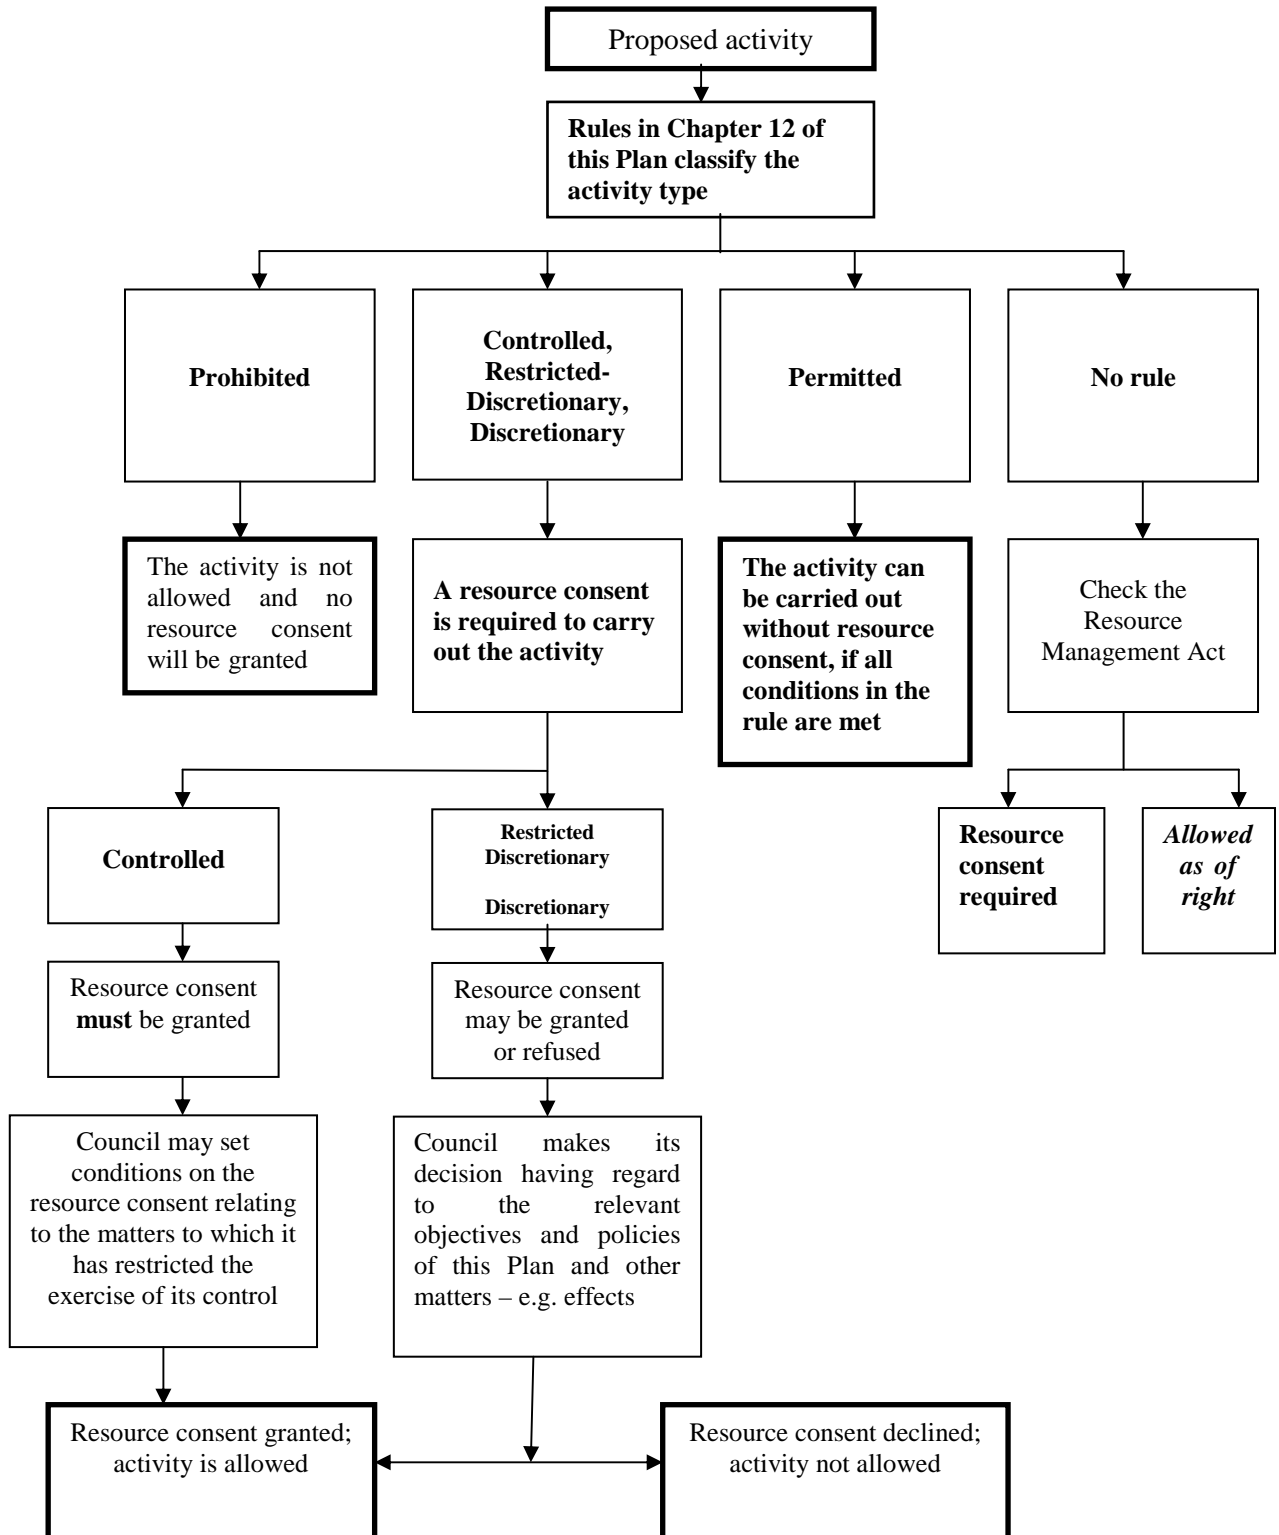 Proposed activity
Rules in Chapter 12 of
this Plan classify the
activity type
Prohibited
Controlled,
Restricted-
Discretionary,
Discretionary
Permitted
No rule
The activity is not
allowed and no
resource consent
will be granted
A resource consent
is required to carry
out the activity
The activity can
be carried out
without resource
consent, if all
conditions in the
rule are met
Check the
Resource
Management Act
Controlled
Restricted
Discretionary
Discretionary
Resource
consent
required
Allowed
as of
right
Resource consent
must be granted
Resource consent
may be granted
or refused
Council may set
conditions on the
resource consent relating
to the matters to which it
has restricted the
exercise of its control
Council makes its
decision having regard
to the relevant
objectives and policies
of this Plan and other
matters – e.g. effects
Resource consent granted;
activity is allowed
Resource consent declined;
activity not allowed